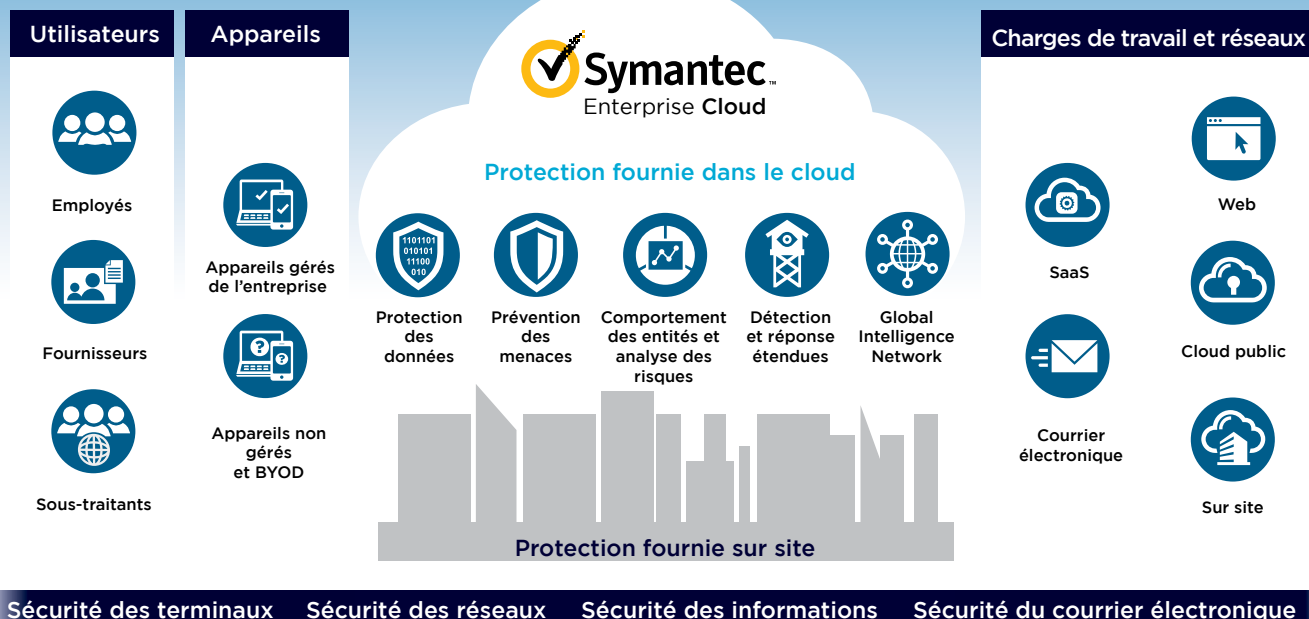 Utilisateurs
Employés
Fournisseurs
Sous-traitants
Appareils
Appareils gérés
de l'entreprise
Appareils non
gérés
et BYOD
Symantec™
Enterprise Cloud
Protection fournie dans le cloud
1101101
010101
11100
010
Protection
des
données
Prévention
des
menaces
Comportement
des entités et
analyse des
risques
Détection
et réponse
étendues
Global
Intelligence
Network
Protection fournie sur site
Charges de travail et réseaux
SaaS
Courrier
électronique
Web
Cloud public
Sur site
Sécurité des terminaux
Sécurité des réseaux
Sécurité des informations
Sécurité du courrier électronique